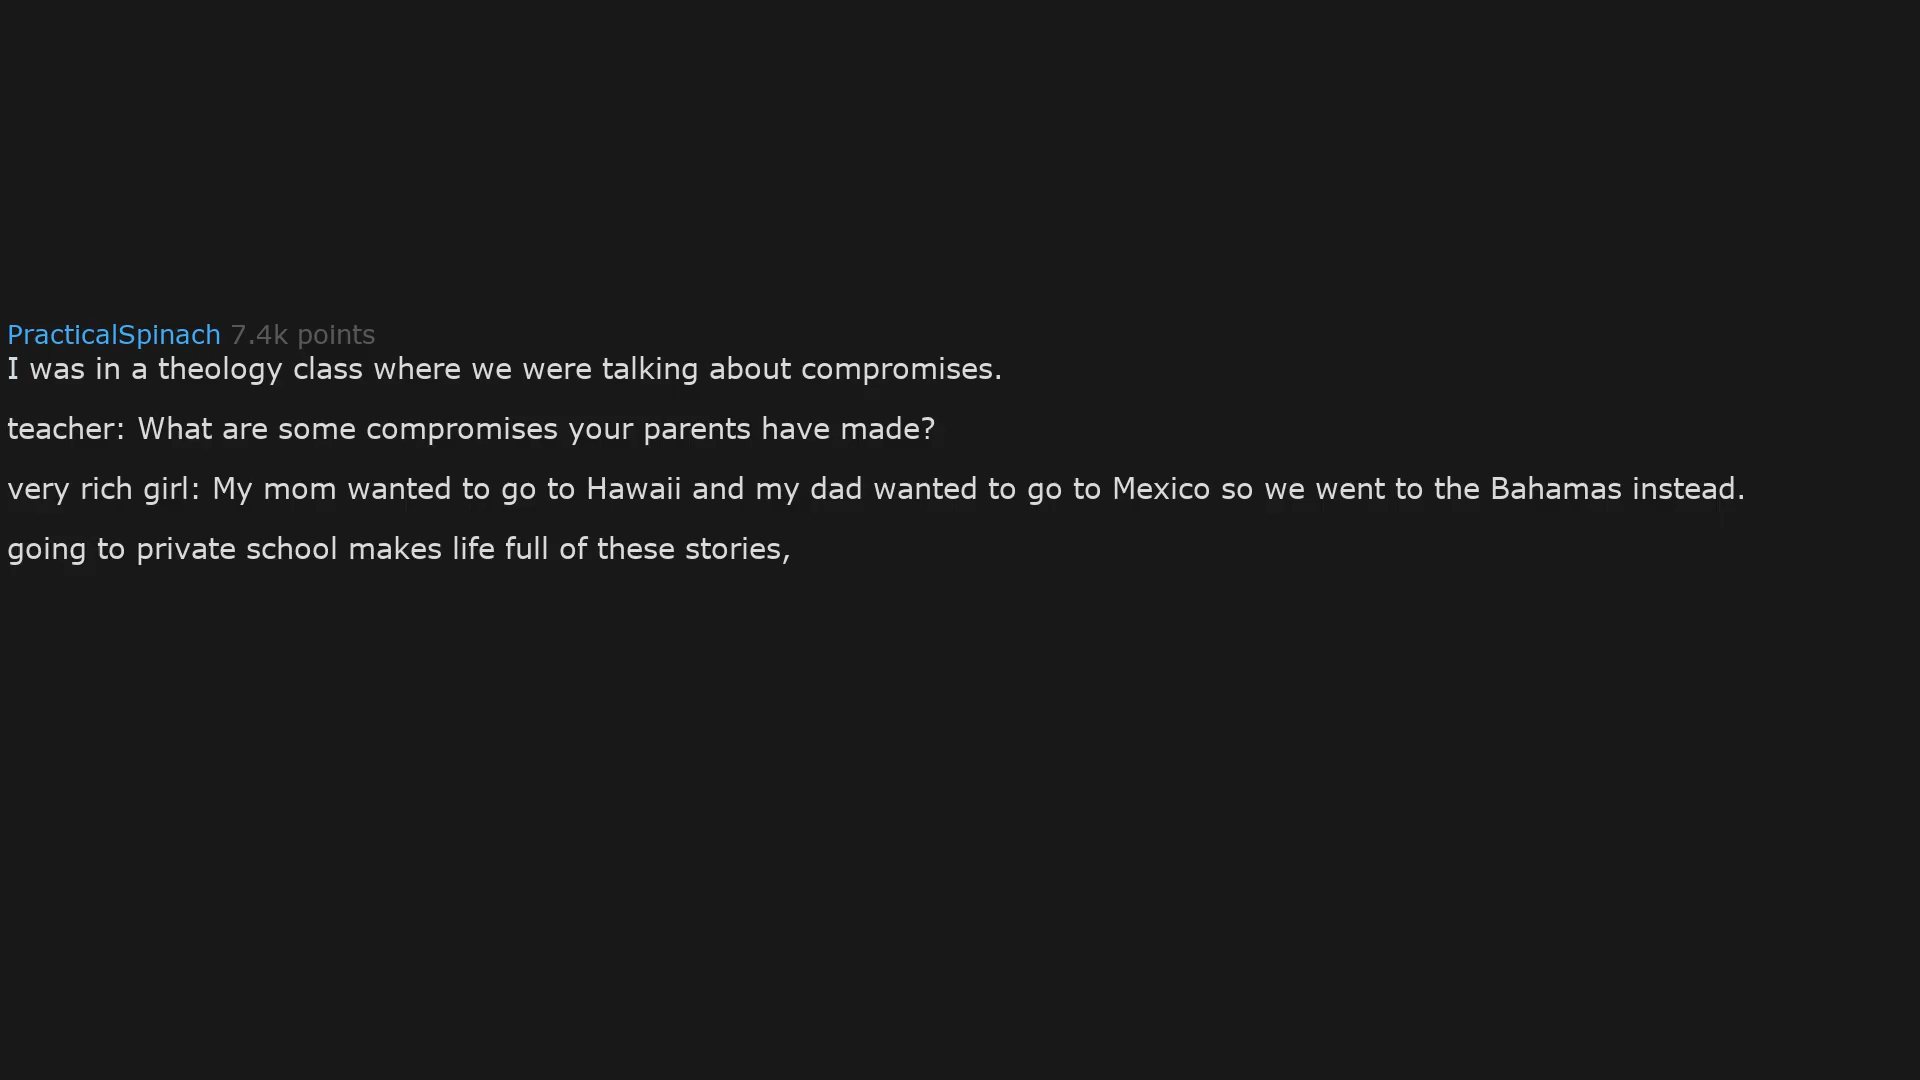 PracticalSpinach 7.4k points
I was in a theology class where we were talking about compromises.
teacher: What are some compromises your parents have made?
very rich girl: My mom wanted to go to Hawaii and my dad wanted to go to Mexico so we went to the Bahamas instead.
going to private school makes life full of these stories,